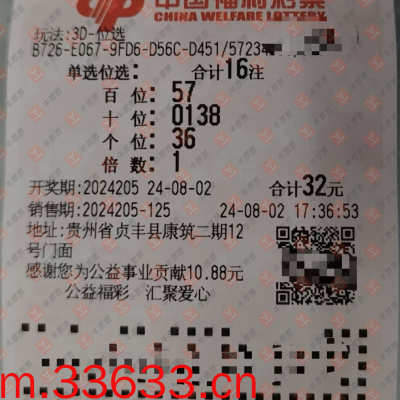 中国福利彩票
CHINA WELFARE LOTTERY
玩法:3D-位选
B726-E067-9FD6-D56C-D451/5723
单选位选: 合计16注
百位:57
十位:0138
个位:36
倍数:1
开奖期:2024205 24-08-02 合计32元
销售期:2024205-125 24-08-02 17:36:53
地址:贵州省贞丰县康筑二期12
号门面
感谢您为公益事业贡献10.88元
公益福彩 汇聚爱心
m.33633.cn